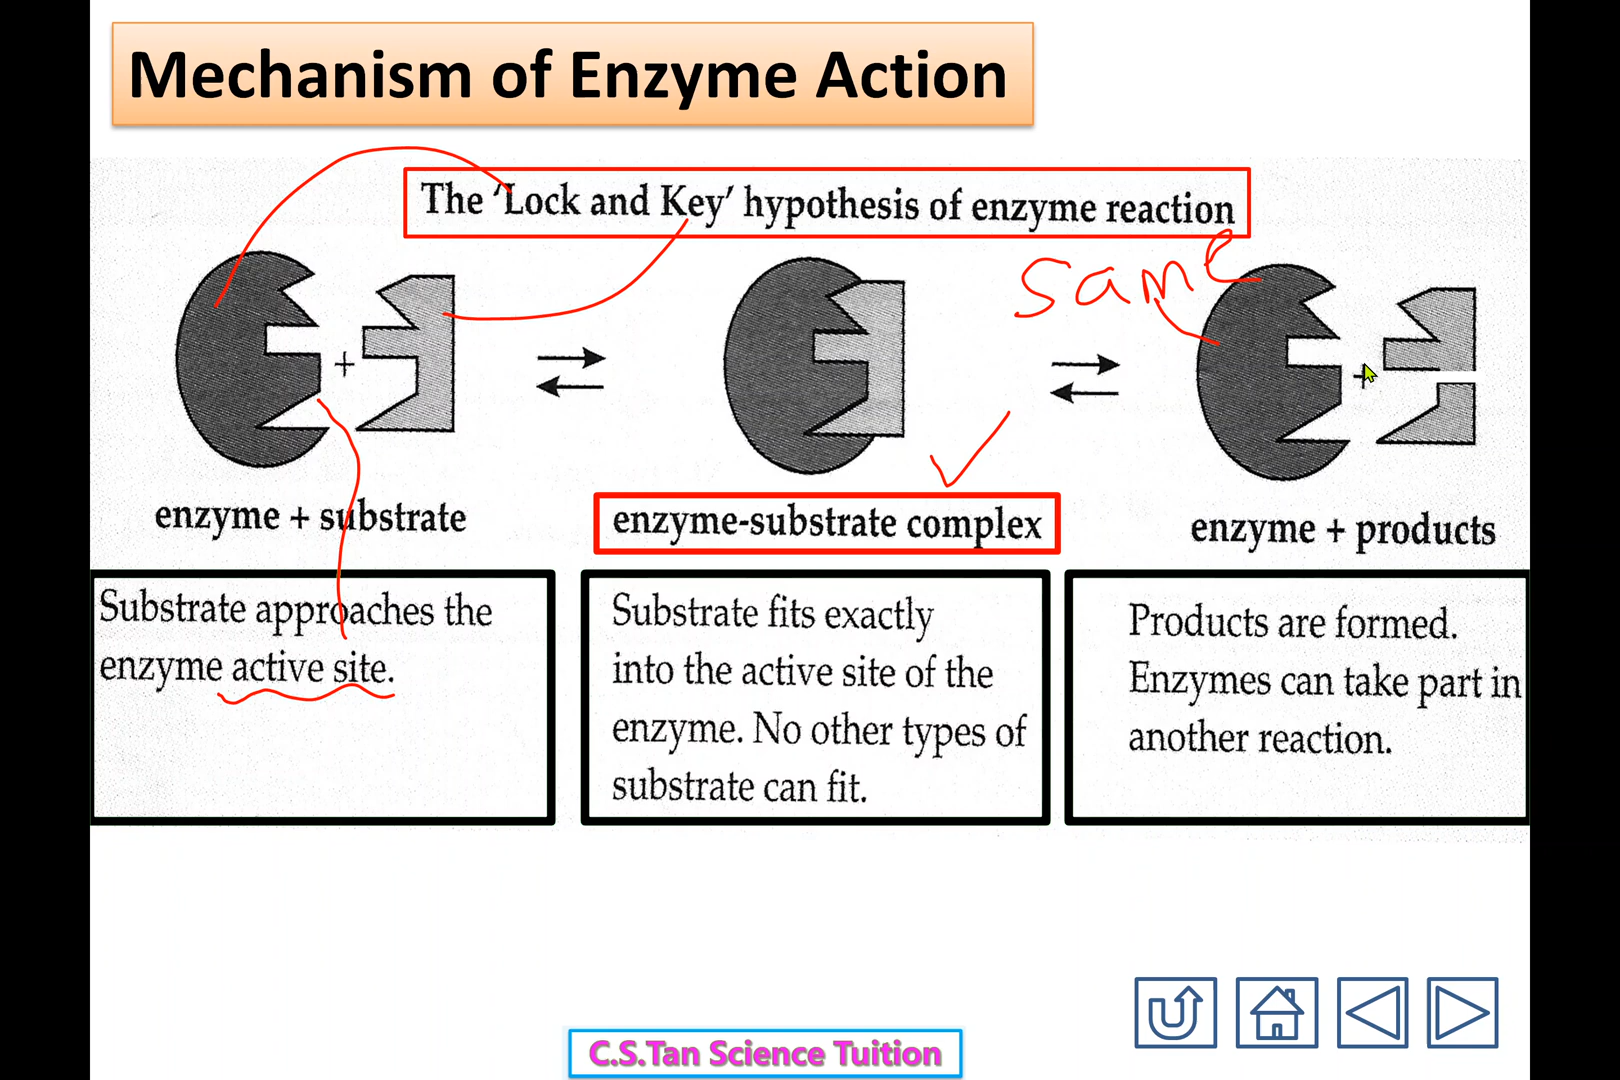 Mechanism of Enzyme Action
The ‘Lock and Key’ hypothesis of enzyme reaction
same
+
+
enzyme + substrate
enzyme-substrate complex
enzyme + products
Substrate approaches the
enzyme active site.
Substrate fits exactly
into the active site of the
enzyme. No other types of
substrate can fit.
Products are formed.
Enzymes can take part in
another reaction.
C.S.Tan Science Tuition